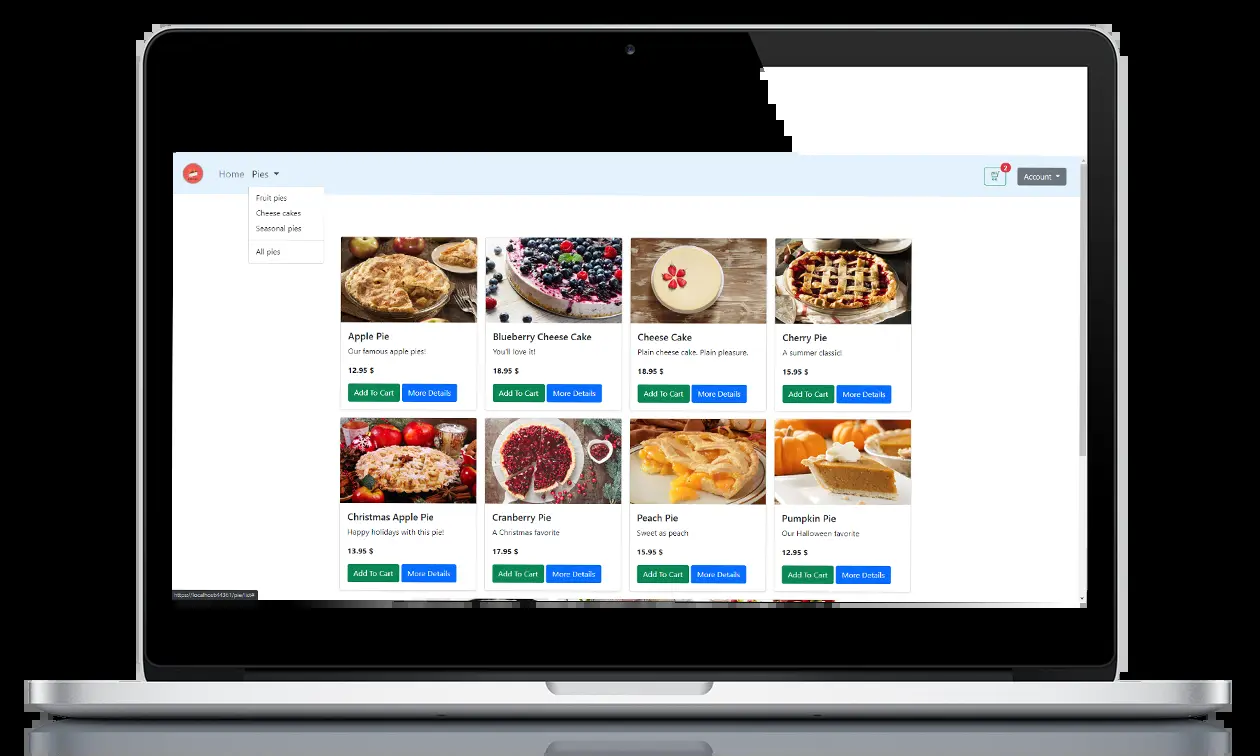 Home Pies
2
Account
Fruit pies
Cheese cakes
Seasonal pies
All pies
Apple Pie
Our famous apple pies!
12.95 $
Add To Cart More Details
Blueberry Cheese Cake
You'll love it!
18.95 $
Add To Cart More Details
Cheese Cake
Plain cheese cake. Plain pleasure.
18.95 $
Add To Cart More Details
Cherry Pie
A summer classic!
15.95 $
Add To Cart More Details
Christmas Apple Pie
Happy holidays with this pie!
13.95 $
Add To Cart More Details
Cranberry Pie
A Christmas favorite
17.95 $
Add To Cart More Details
Peach Pie
Sweet as peach
15.95 $
Add To Cart More Details
Pumpkin Pie
Our Halloween favorite
12.95 $
Add To Cart More Details